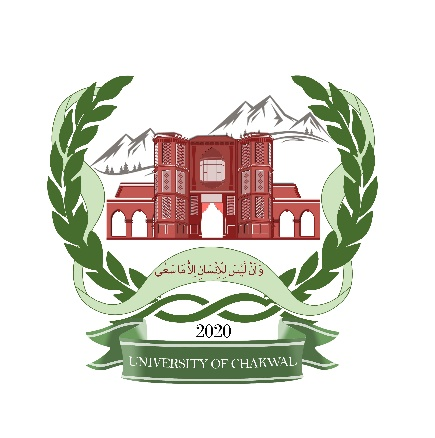 وَأَنْ لَيْسَ لِلْإِنْسَانِ إِلَّا مَا سَعَىٰ
2020
UNIVERSITY OF CHAKWAL